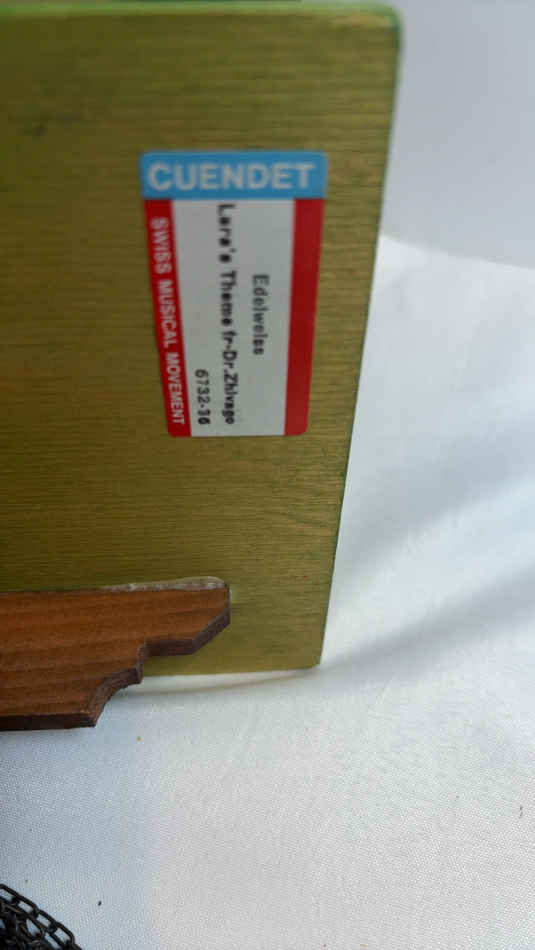 CUENDET
Edelweiss
Lara's Theme fr-Dr.Zhivago
6732-36
SWISS MUSICAL MOVEMENT